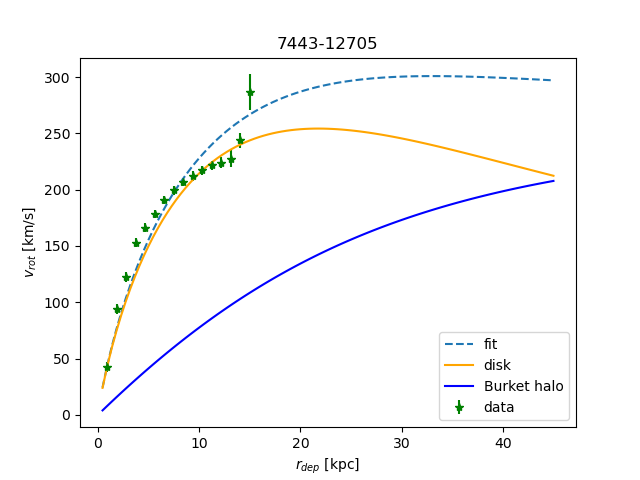 7443-12705
300
250
200
150
100
50
0
v_rot [km/s]
0 10 20 30 40
r_dep [kpc]
fit
disk
Burket halo
data